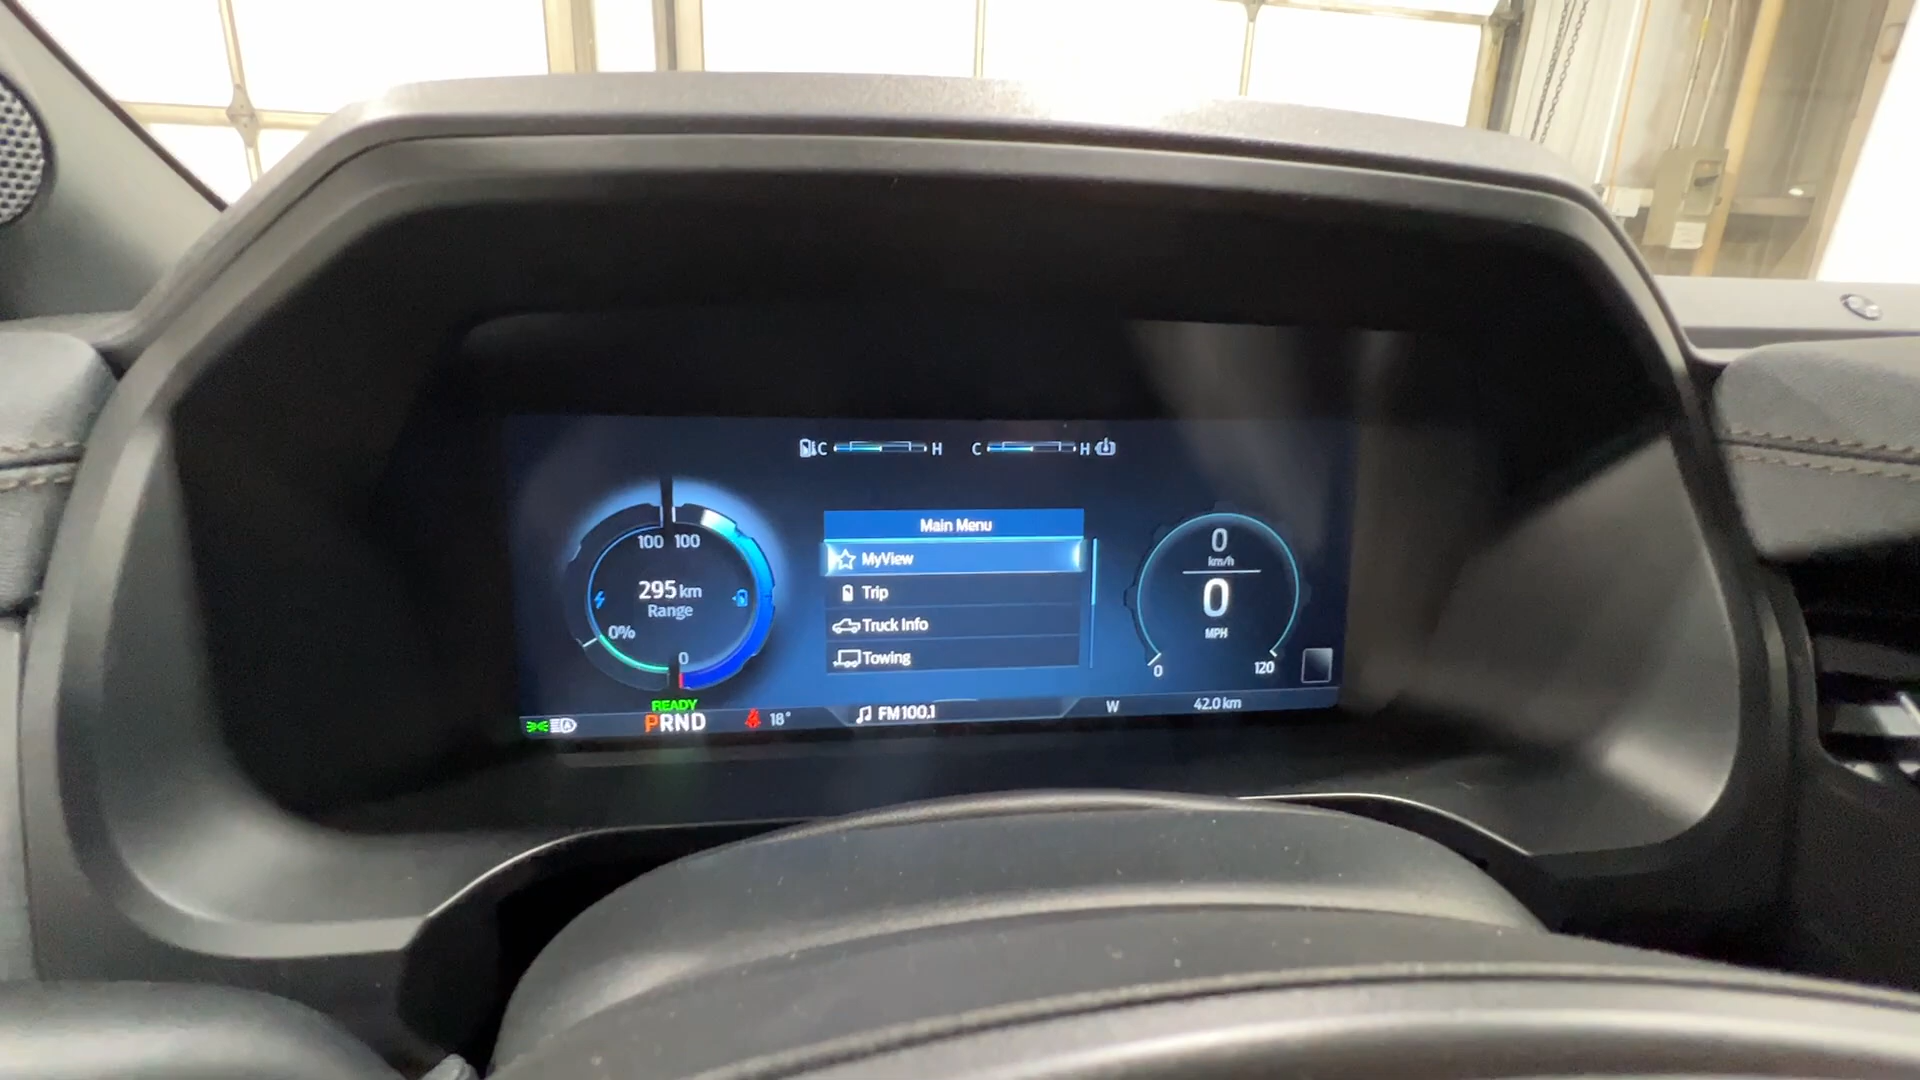 C H C H
Main Menu
MyView
Trip
Truck Info
Towing
100 100
295 km
Range
0%
0
0
km/h
0
MPH
0 120
READY
PRND
18°
FM 100.1
W
42.0 km
A